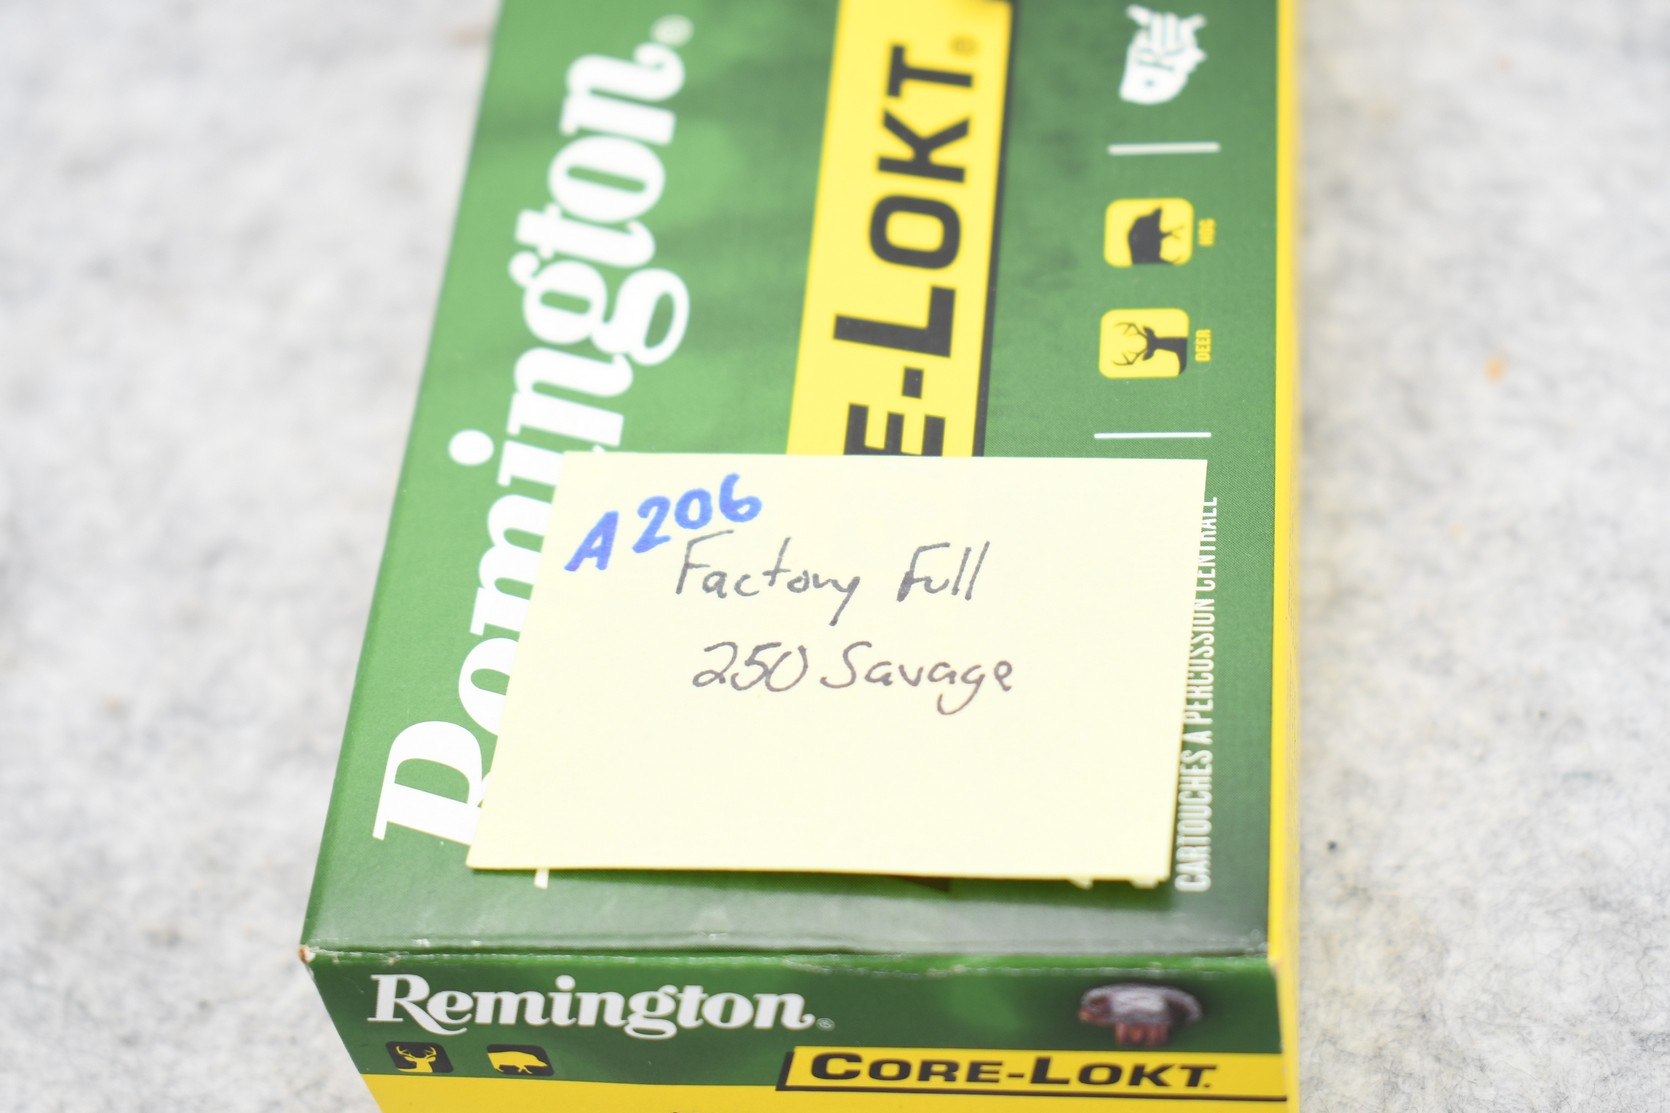 Remington®
E-LOKT®
R
HOG
DEER
CARTOUCHES À PERCUSSION CENTRALE
A206
Factory Full
250 Savage
Remington®
CORE-LOKT